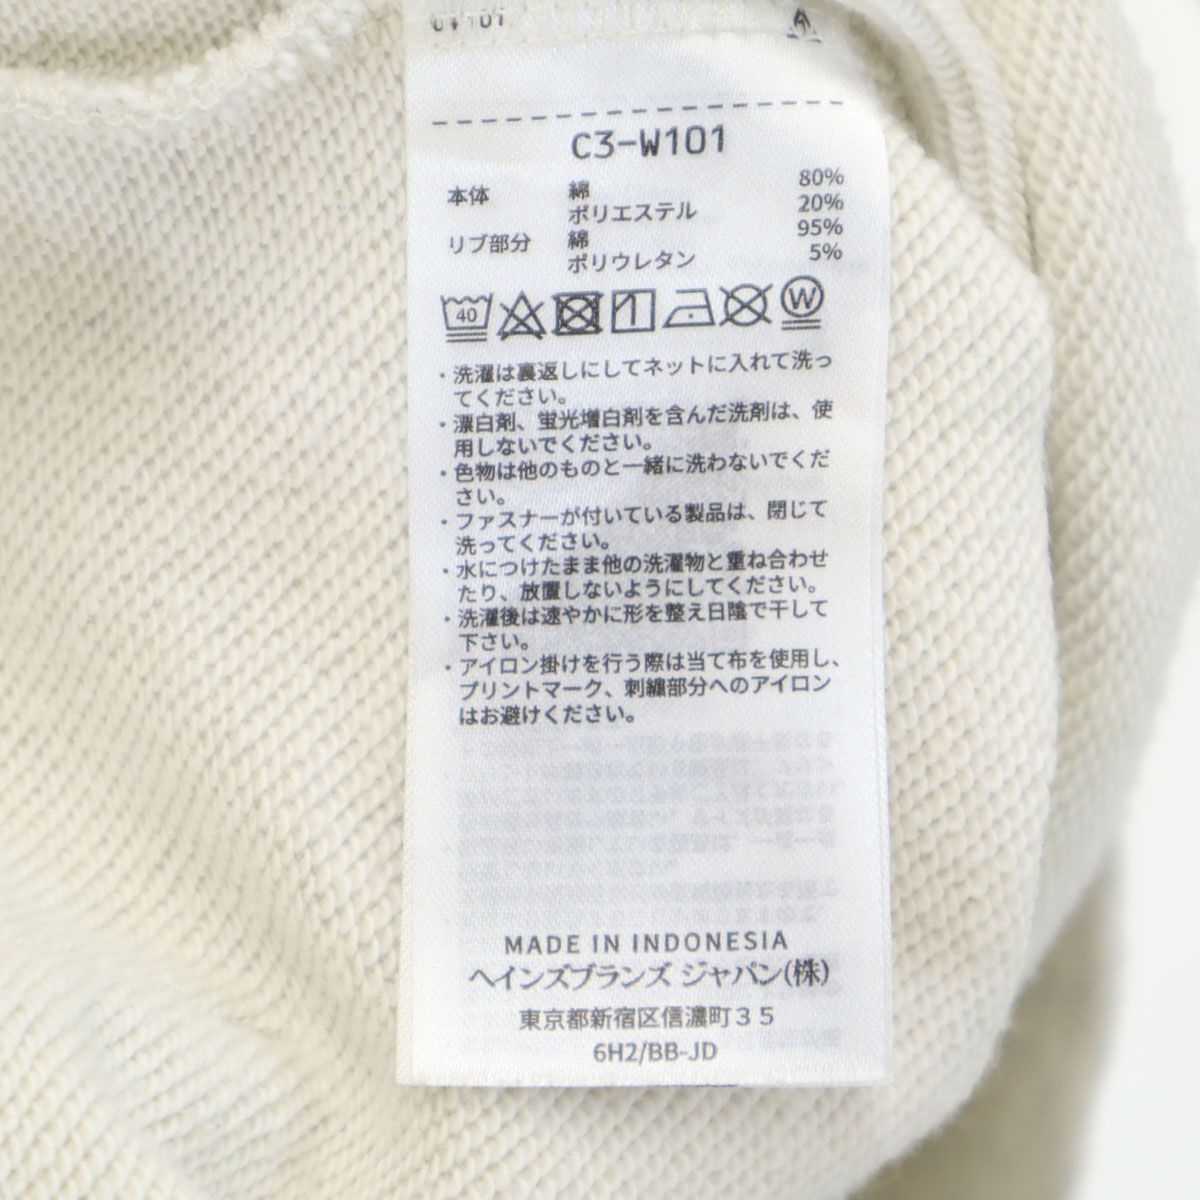 C3-W101
本体 綿 80%
ポリエステル 20%
リブ部分 綿 95%
ポリウレタン 5%
40 W
・洗濯は裏返しにしてネットに入れて洗っ
てください。
・漂白剤、蛍光増白剤を含んだ洗剤は、使
用しないでください。
・色物は他のものと一緒に洗わないでくだ
さい。
・ファスナーが付いている製品は、閉じて
洗ってください。
・水につけたまま他の洗濯物と重ね合わせ
たり、放置しないようにしてください。
・洗濯後は速やかに形を整え日陰で干して
下さい。
・アイロン掛けを行う際は当て布を使用し、
プリントマーク、刺繍部分へのアイロン
はお避けください。
MADE IN INDONESIA
ヘインズブランズ ジャパン(株)
東京都新宿区信濃町３５
6H2/BB-JD